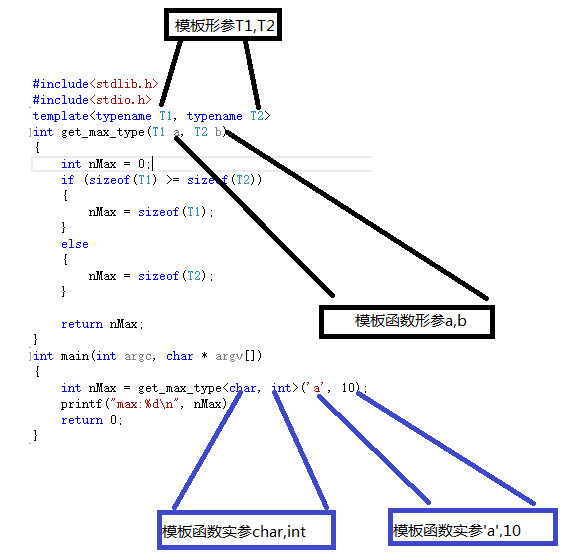 模板形参T1,T2
#include<stdlib.h>
#include<stdio.h>
template<typename T1, typename T2>
int get_max_type(T1 a, T2 b)
{
int nMax = 0;
if (sizeof(T1) >= sizeof(T2))
{
nMax = sizeof(T1);
}
else
{
nMax = sizeof(T2);
}
模板函数形参a,b
return nMax;
}
int main(int argc, char * argv[])
{
int nMax = get_max_type<char, int>('a', 10);
printf("max:%d\n", nMax)
return 0;
}
模板函数实参char,int
模板函数实参'a',10